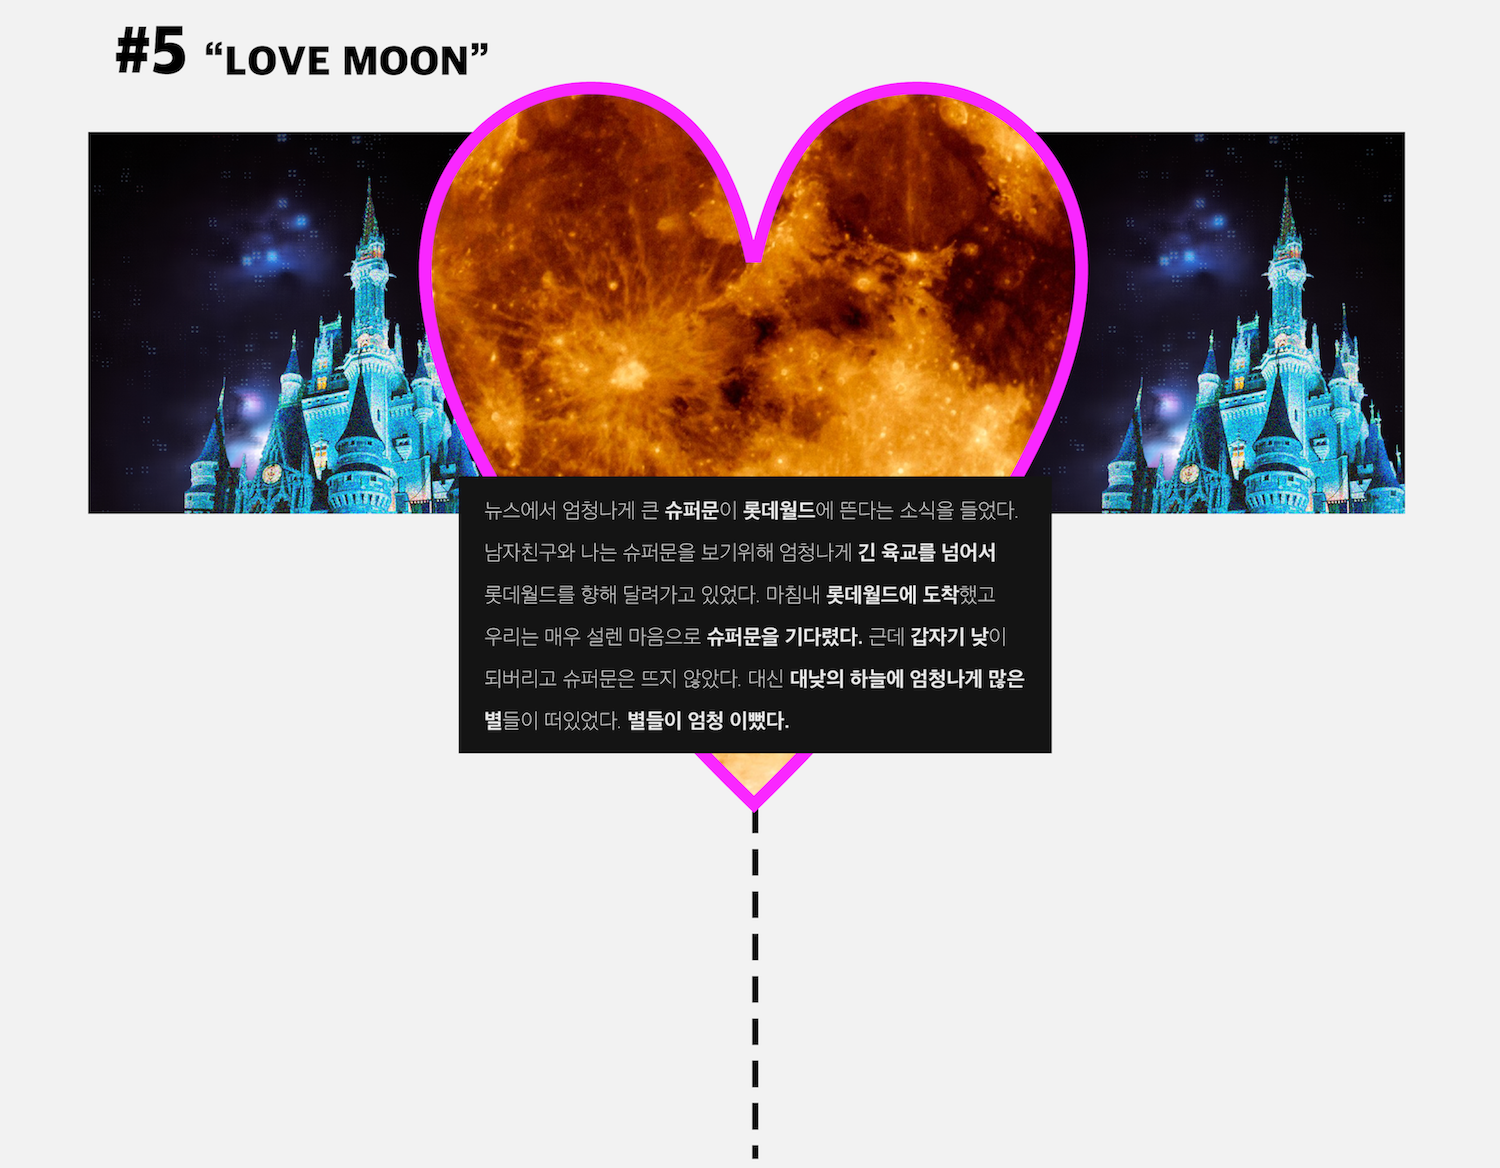 #5 “LOVE MOON”
뉴스에서 엄청나게 큰 슈퍼문이 롯데월드에 뜬다는 소식을 들었다.
남자친구와 나는 슈퍼문을 보기위해 엄청나게 긴 육교를 넘어서
롯데월드를 향해 달려가고 있었다. 마침내 롯데월드에 도착했고
우리는 매우 설렌 마음으로 슈퍼문을 기다렸다. 근데 갑자기 낮이
되버리고 슈퍼문은 뜨지 않았다. 대신 대낮의 하늘에 엄청나게 많은
별들이 떠있었다. 별들이 엄청 이뻤다.